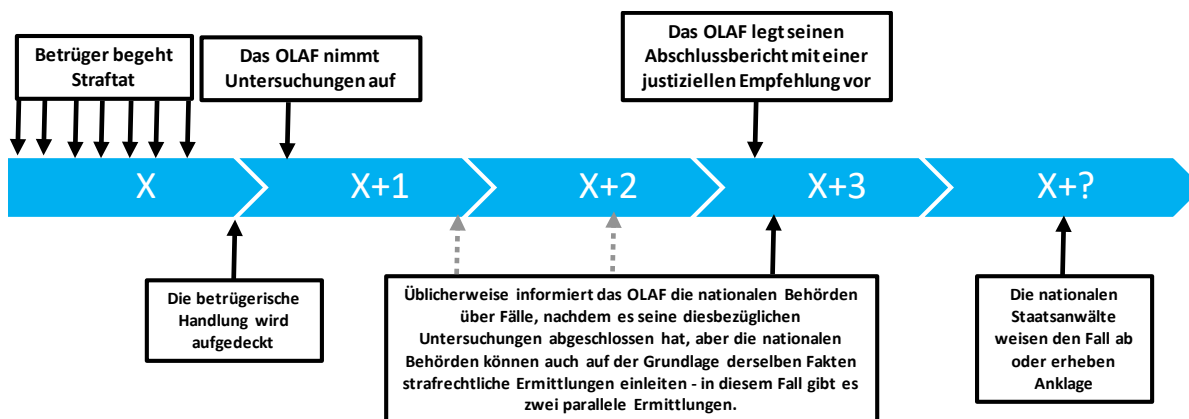 Betrüger begeht
Straftat
Das OLAF nimmt
Untersuchungen auf
Das OLAF legt seinen
Abschlussbericht mit einer
justiziellen Empfehlung vor
X
X+1
X+2
X+3
X+?
Die betrügerische
Handlung wird
aufgedeckt
Üblicherweise informiert das OLAF die nationalen Behörden
über Fälle, nachdem es seine diesbezüglichen
Untersuchungen abgeschlossen hat, aber die nationalen
Behörden können auch auf der Grundlage derselben Fakten
strafrechtliche Ermittlungen einleiten - in diesem Fall gibt es
zwei parallele Ermittlungen.
Die nationalen
Staatsanwälte
weisen den Fall ab
oder erheben
Anklage